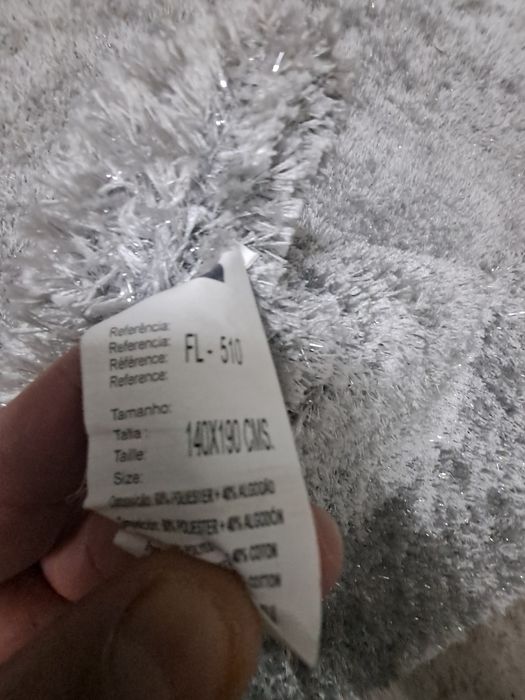 Referência:
Referencia:
Référence:
Reference:
FL - 510
Tamanho:
Talla :
Taille:
Size:
140X190 CMS.
Composição: 60% POLIESTER + 40% ALGODÃO
60% POLIESTER + 40% ALGODÓN
40% COTON
COTTON